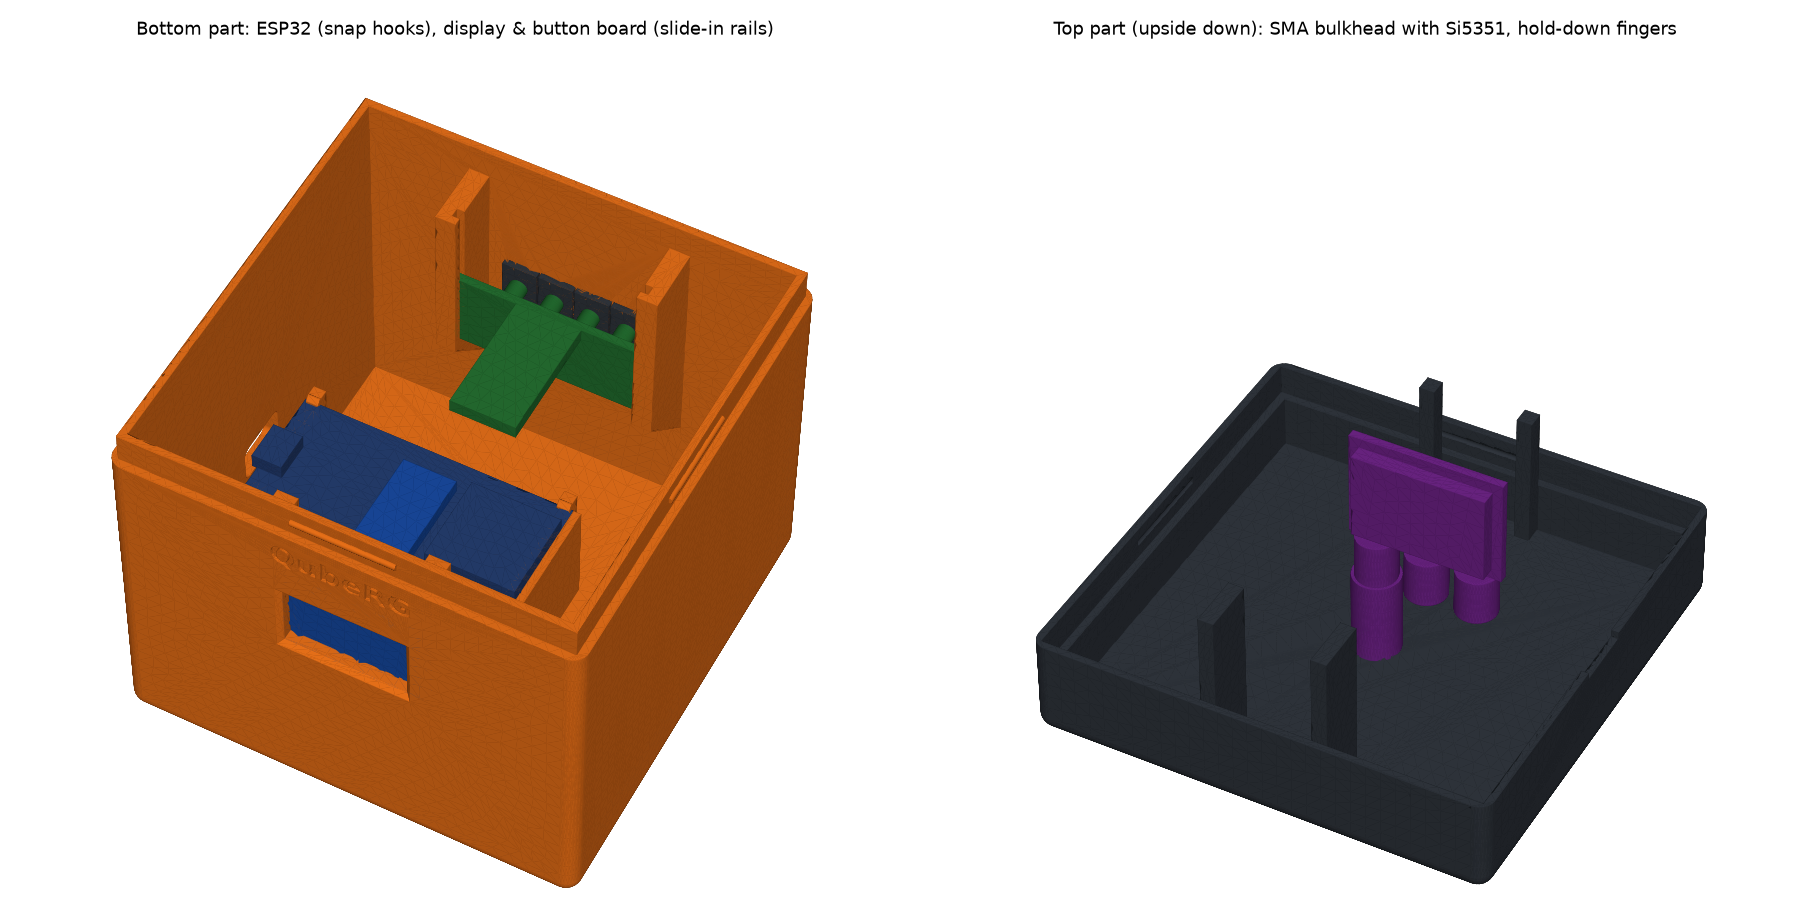 Bottom part: ESP32 (snap hooks), display & button board (slide-in rails)
Top part (upside down): SMA bulkhead with Si5351, hold-down fingers
QubeRG